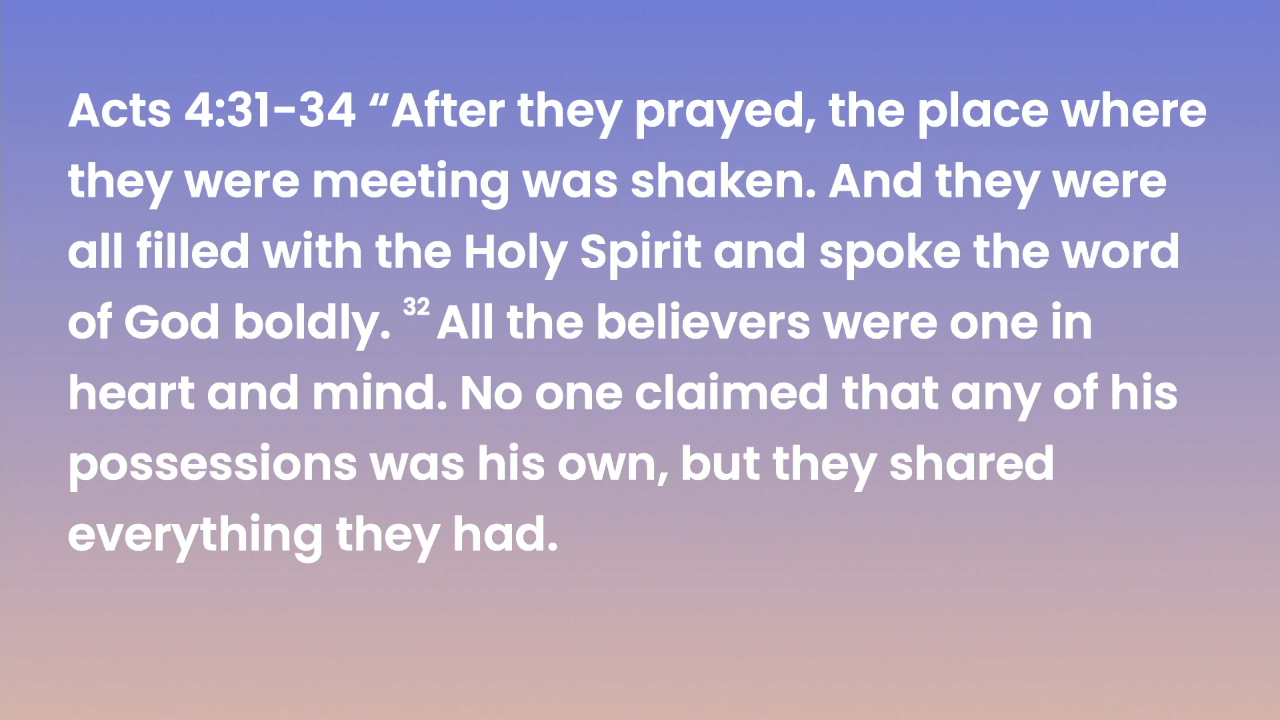 Acts 4:31-34 “After they prayed, the place where
they were meeting was shaken. And they were
all filled with the Holy Spirit and spoke the word
of God boldly. 32 All the believers were one in
heart and mind. No one claimed that any of his
possessions was his own, but they shared
everything they had.